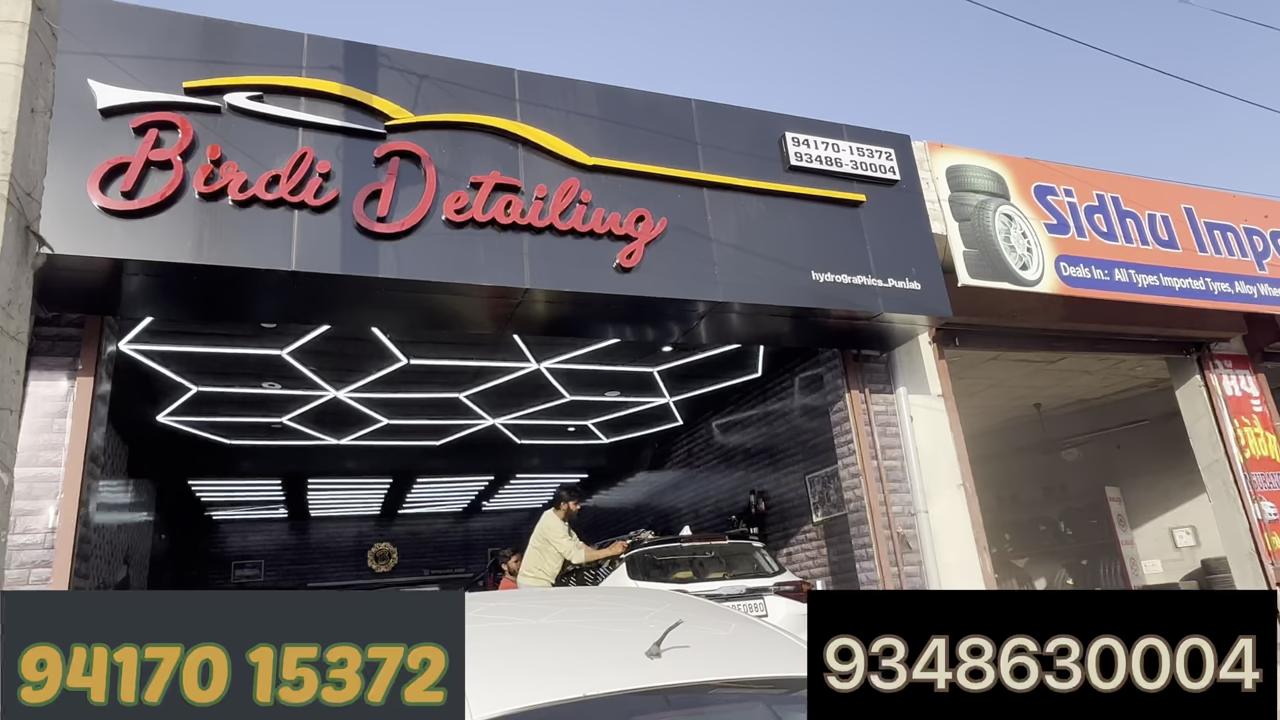 Birdi Detailing
94170-15372
93486-30004
hydrograPhics_Punjab
Sidhu Impo
Deals In.: All Types Imported Tyres, Alloy Whee
94170 15372
9348630004